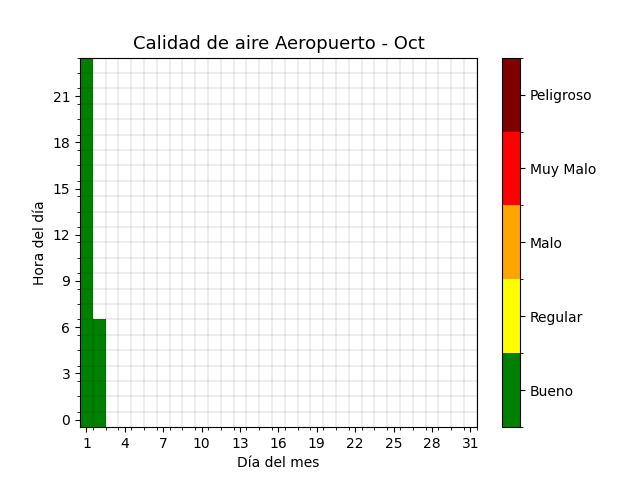 Calidad de aire Aeropuerto - Oct
Hora del día
21
18
15
12
9
6
3
0
1 4 7 10 13 16 19 22 25 28 31
Día del mes
Peligroso
Muy Malo
Malo
Regular
Bueno